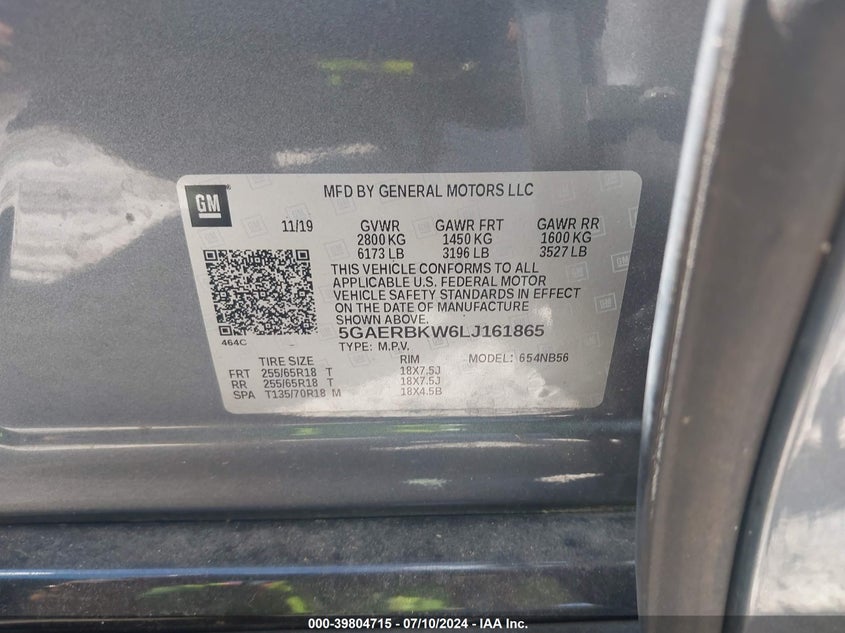 GM
MFD BY GENERAL MOTORS LLC
11/19 GVWR GAWR FRT GAWR RR
2800 KG 1450 KG 1600 KG
6173 LB 3196 LB 3527 LB
THIS VEHICLE CONFORMS TO ALL
APPLICABLE U.S. FEDERAL MOTOR
VEHICLE SAFETY STANDARDS IN EFFECT
ON THE DATE OF MANUFACTURE
SHOWN ABOVE.
464C
5GAERBKW6LJ161865
TYPE: M.P.V. MODEL: 654NB56
TIRE SIZE RIM
FRT 255/65R18 T 18X7.5J
RR 255/65R18 T 18X7.5J
SPA T135/70R18 M 18X4.5B
000-39804715 - 07/10/2024 - IAA Inc.